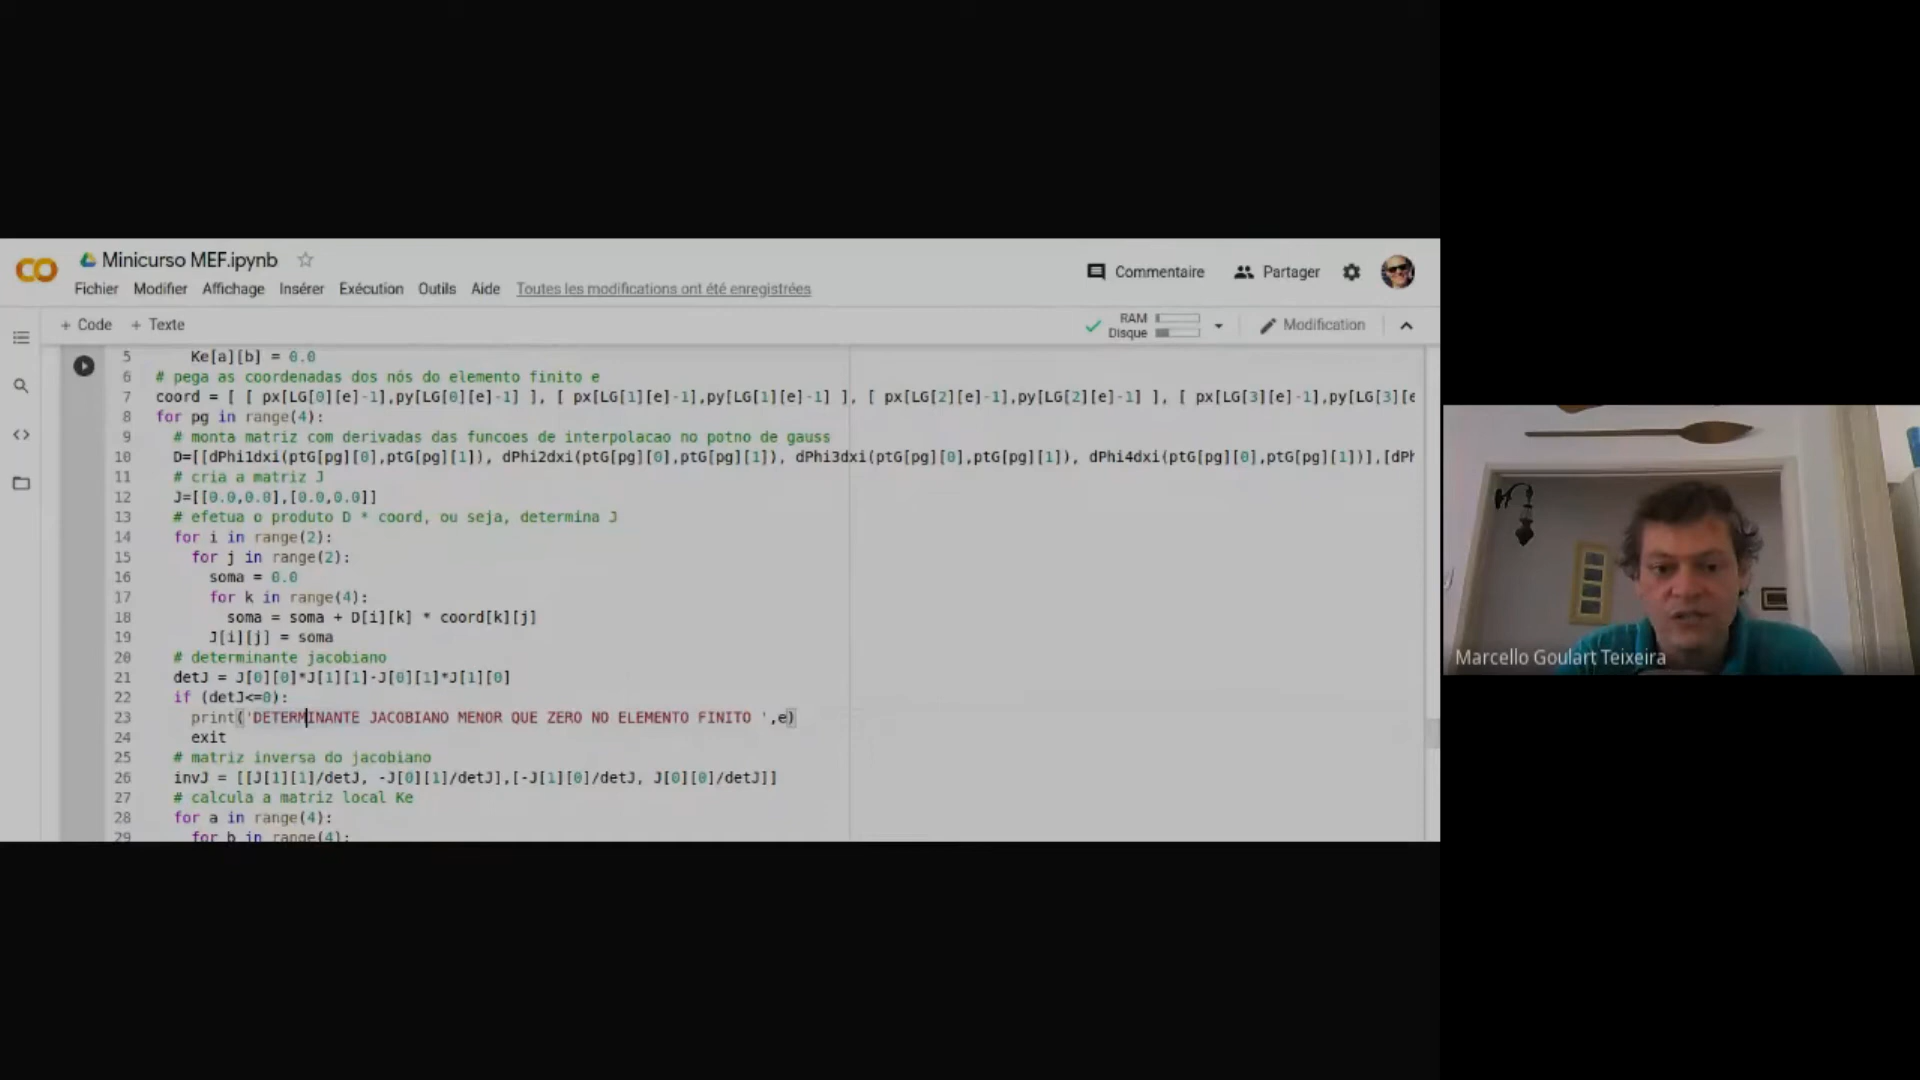 Minicurso MEF.ipynb
Commentaire
Partager
Fichier Modifier Affichage Insérer Exécution Outils Aide Toutes les modifications ont été enregistrées
+ Code + Texte
RAM
Disque
Modification
5 Ke[a][b] = 0.0
6 # pega as coordenadas dos nós do elemento finito e
7 coord = [ [ px[LG[0][e]-1],py[LG[0][e]-1] ], [ px[LG[1][e]-1],py[LG[1][e]-1] ], [ px[LG[2][e]-1],py[LG[2][e]-1] ], [ px[LG[3][e]-1],py[LG[3][e
8 for pg in range(4):
9 # monta matriz com derivadas das funcoes de interpolacao no potno de gauss
10 D=[[dPhi1dxi(ptG[pg][0],ptG[pg][1]), dPhi2dxi(ptG[pg][0],ptG[pg][1]), dPhi3dxi(ptG[pg][0],ptG[pg][1]), dPhi4dxi(ptG[pg][0],ptG[pg][1])],[dPh
11 # cria a matriz J
12 J=[[0.0,0.0],[0.0,0.0]]
13 # efetua o produto D * coord, ou seja, determina J
14 for i in range(2):
15 for j in range(2):
16 soma = 0.0
17 for k in range(4):
18 soma = soma + D[i][k] * coord[k][j]
19 J[i][j] = soma
20 # determinante jacobiano
21 detJ = J[0][0]*J[1][1]-J[0][1]*J[1][0]
22 if (detJ<=0):
23 print('DETERMINANTE JACOBIANO MENOR QUE ZERO NO ELEMENTO FINITO ',e)
24 exit
25 # matriz inversa do jacobiano
26 invJ = [[J[1][1]/detJ, -J[0][1]/detJ],[-J[1][0]/detJ, J[0][0]/detJ]]
27 # calcula a matriz local Ke
28 for a in range(4):
29 for b in range(4):
Marcello Goulart Teixeira